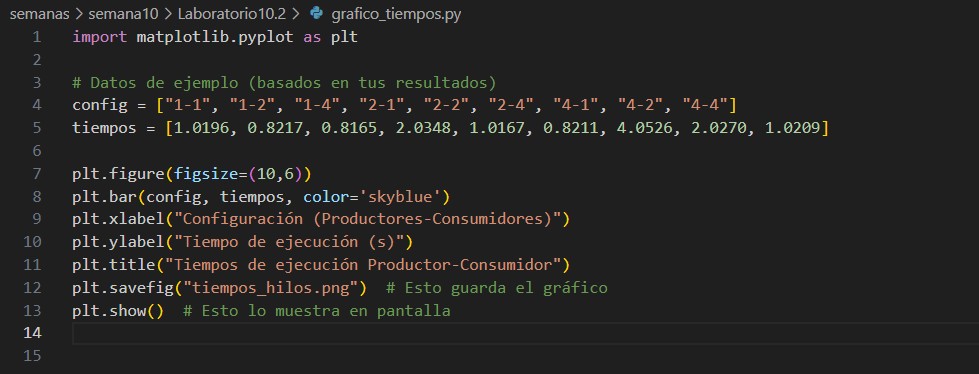 semanas > semana10 > Laboratorio10.2 > grafico_tiempos.py
1 import matplotlib.pyplot as plt
2
3 # Datos de ejemplo (basados en tus resultados)
4 config = ["1-1", "1-2", "1-4", "2-1", "2-2", "2-4", "4-1", "4-2", "4-4"]
5 tiempos = [1.0196, 0.8217, 0.8165, 2.0348, 1.0167, 0.8211, 4.0526, 2.0270, 1.0209]
6
7 plt.figure(figsize=(10,6))
8 plt.bar(config, tiempos, color='skyblue')
9 plt.xlabel("Configuración (Productores-Consumidores)")
10 plt.ylabel("Tiempo de ejecución (s)")
11 plt.title("Tiempos de ejecución Productor-Consumidor")
12 plt.savefig("tiempos_hilos.png")  # Esto guarda el gráfico
13 plt.show()  # Esto lo muestra en pantalla
14
15